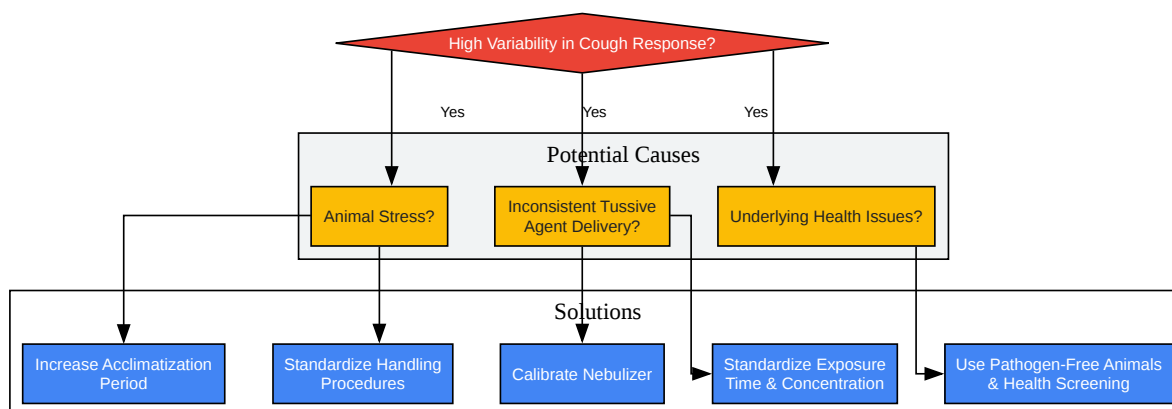 High Variability in Cough Response?
Yes
Yes
Yes
Potential Causes
Animal Stress?
Inconsistent Tussive
Agent Delivery?
Underlying Health Issues?
Solutions
Increase Acclimatization
Period
Standardize Handling
Procedures
Calibrate Nebulizer
Standardize Exposure
Time & Concentration
Use Pathogen-Free Animals
& Health Screening